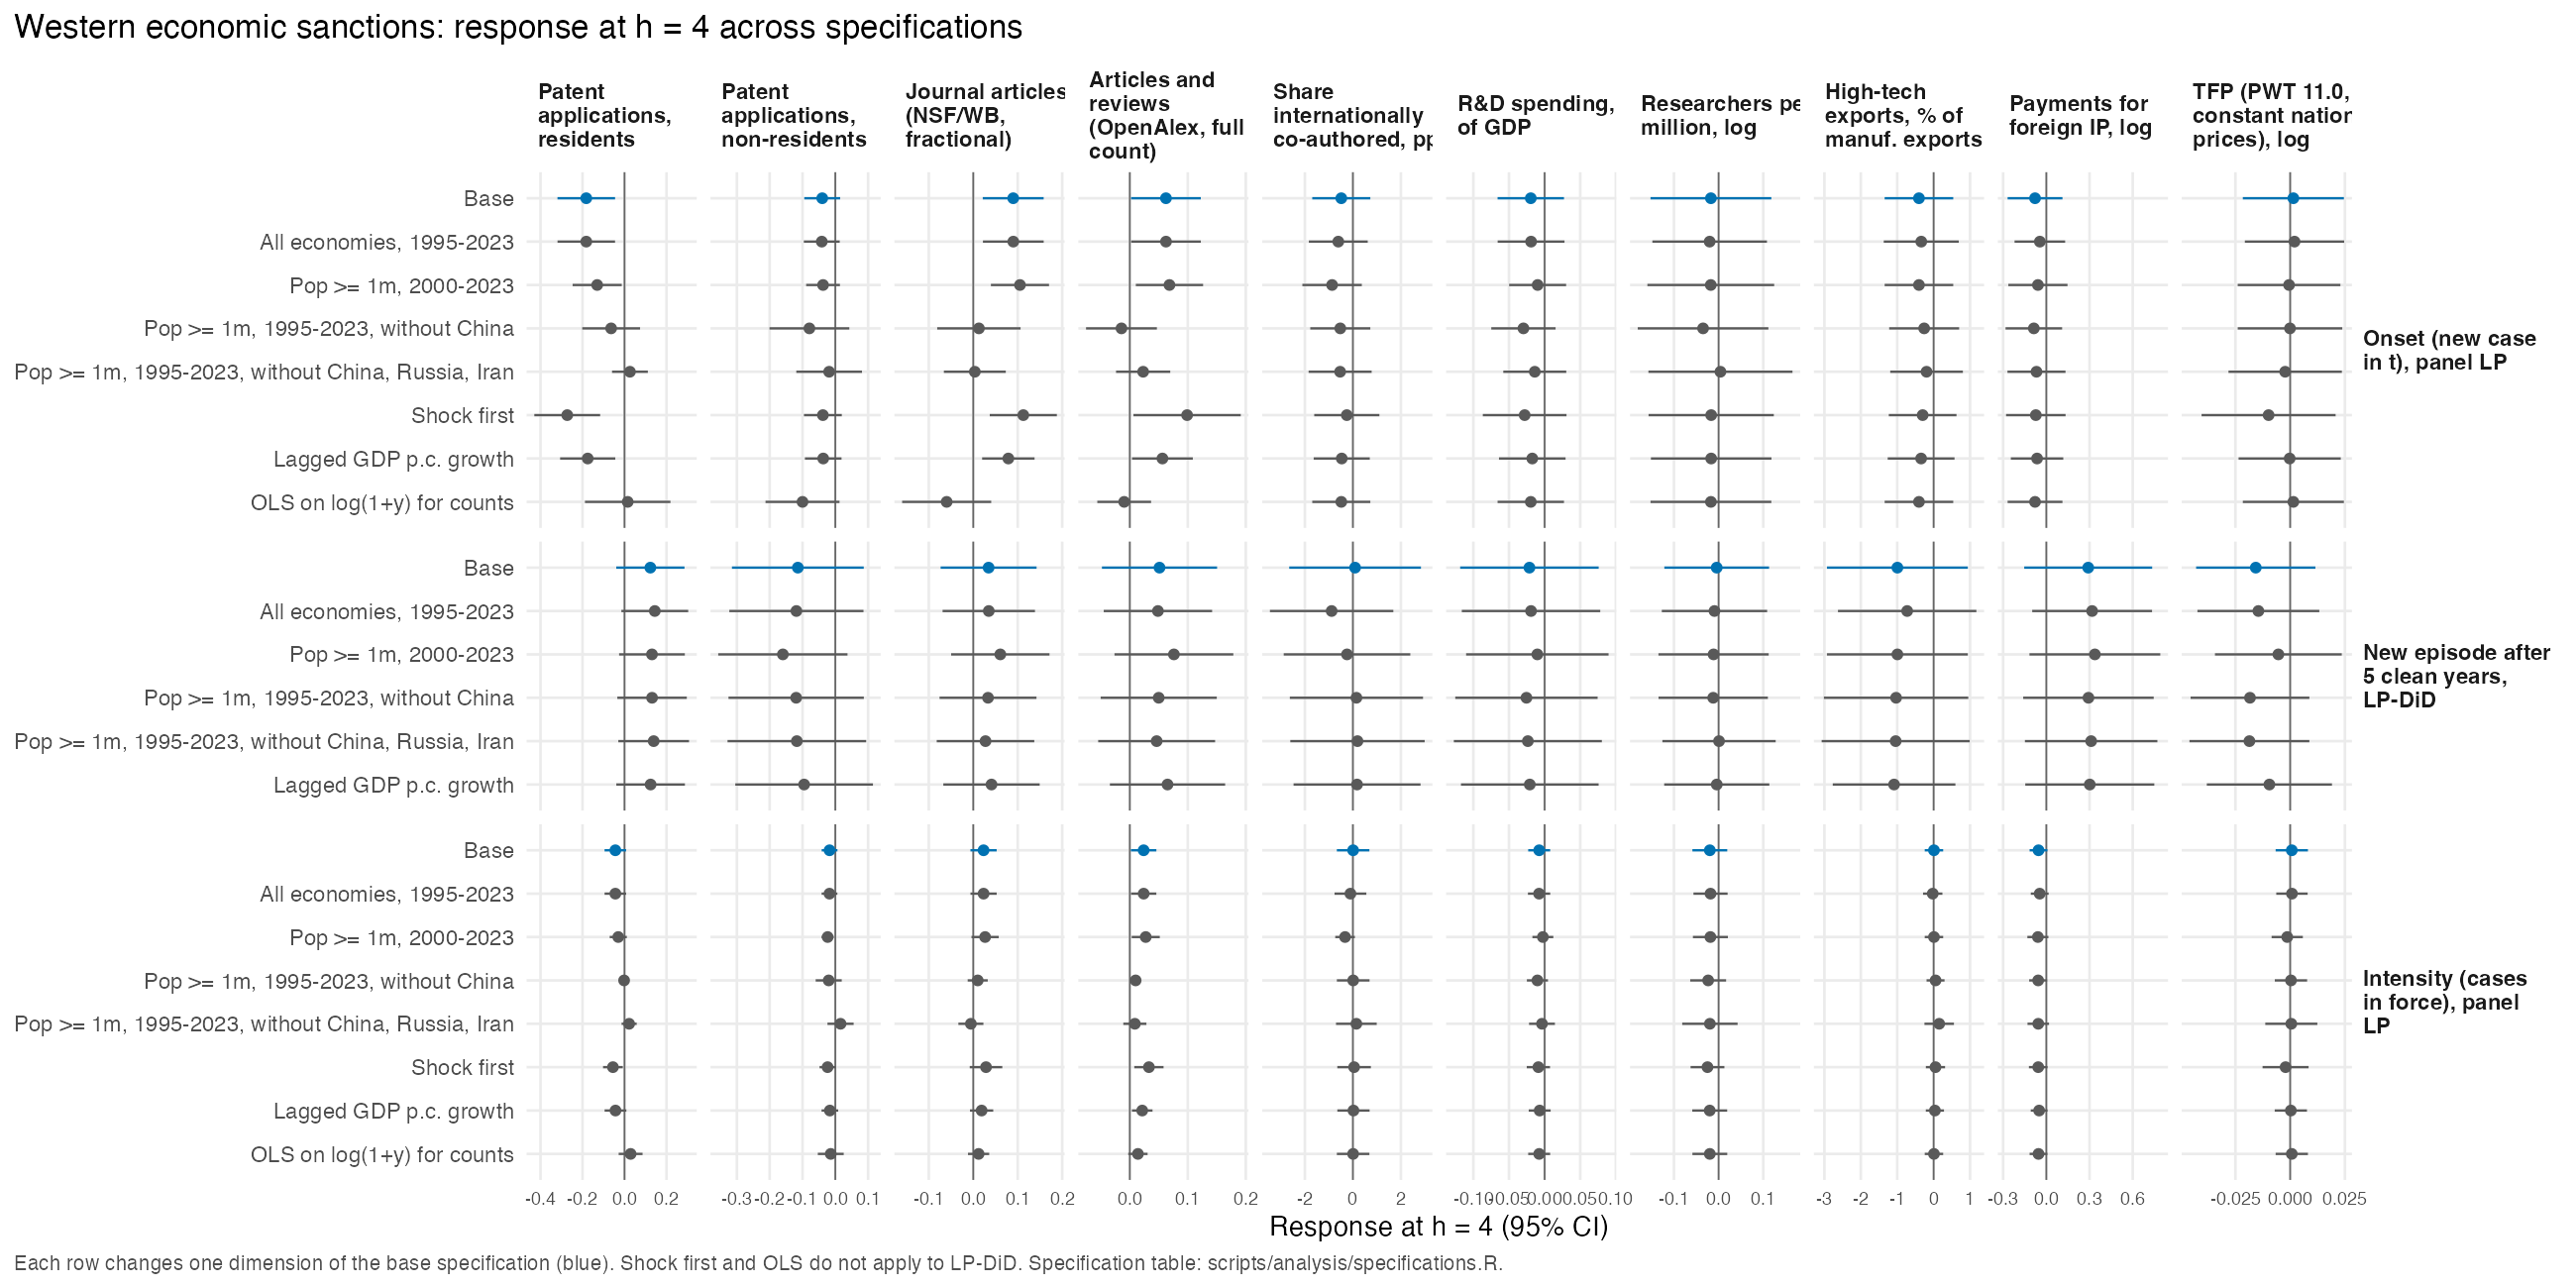 Western economic sanctions: response at h = 4 across specifications
Patent
applications,
residents
Patent
applications,
non-residents
Journal articles
(NSF/WB,
fractional)
Articles and
reviews
(OpenAlex, full
count)
Share
internationally
co-authored, pp
R&D spending,
of GDP
Researchers pe
million, log
High-tech
exports, % of
manuf. exports
Payments for
foreign IP, log
TFP (PWT 11.0,
constant nation
prices), log
Base
All economies, 1995-2023
Pop >= 1m, 2000-2023
Pop >= 1m, 1995-2023, without China
Pop >= 1m, 1995-2023, without China, Russia, Iran
Shock first
Lagged GDP p.c. growth
OLS on log(1+y) for counts
Onset (new case
in t), panel LP
Base
All economies, 1995-2023
Pop >= 1m, 2000-2023
Pop >= 1m, 1995-2023, without China
Pop >= 1m, 1995-2023, without China, Russia, Iran
Lagged GDP p.c. growth
New episode after
5 clean years,
LP-DiD
Base
All economies, 1995-2023
Pop >= 1m, 2000-2023
Pop >= 1m, 1995-2023, without China
Pop >= 1m, 1995-2023, without China, Russia, Iran
Shock first
Lagged GDP p.c. growth
OLS on log(1+y) for counts
Intensity (cases
in force), panel
LP
-0.4 -0.2 0.0 0.2
-0.3 -0.2 -0.1 0.0 0.1
-0.1 0.0 0.1 0.2
0.0 0.1 0.2
-2 0 2
-0.10 -0.05 0.00 0.05 0.10
-0.1 0.0 0.1
-3 -2 -1 0 1
-0.3 0.0 0.3 0.6
-0.025 0.000 0.025
Response at h = 4 (95% CI)
Each row changes one dimension of the base specification (blue). Shock first and OLS do not apply to LP-DiD. Specification table: scripts/analysis/specifications.R.